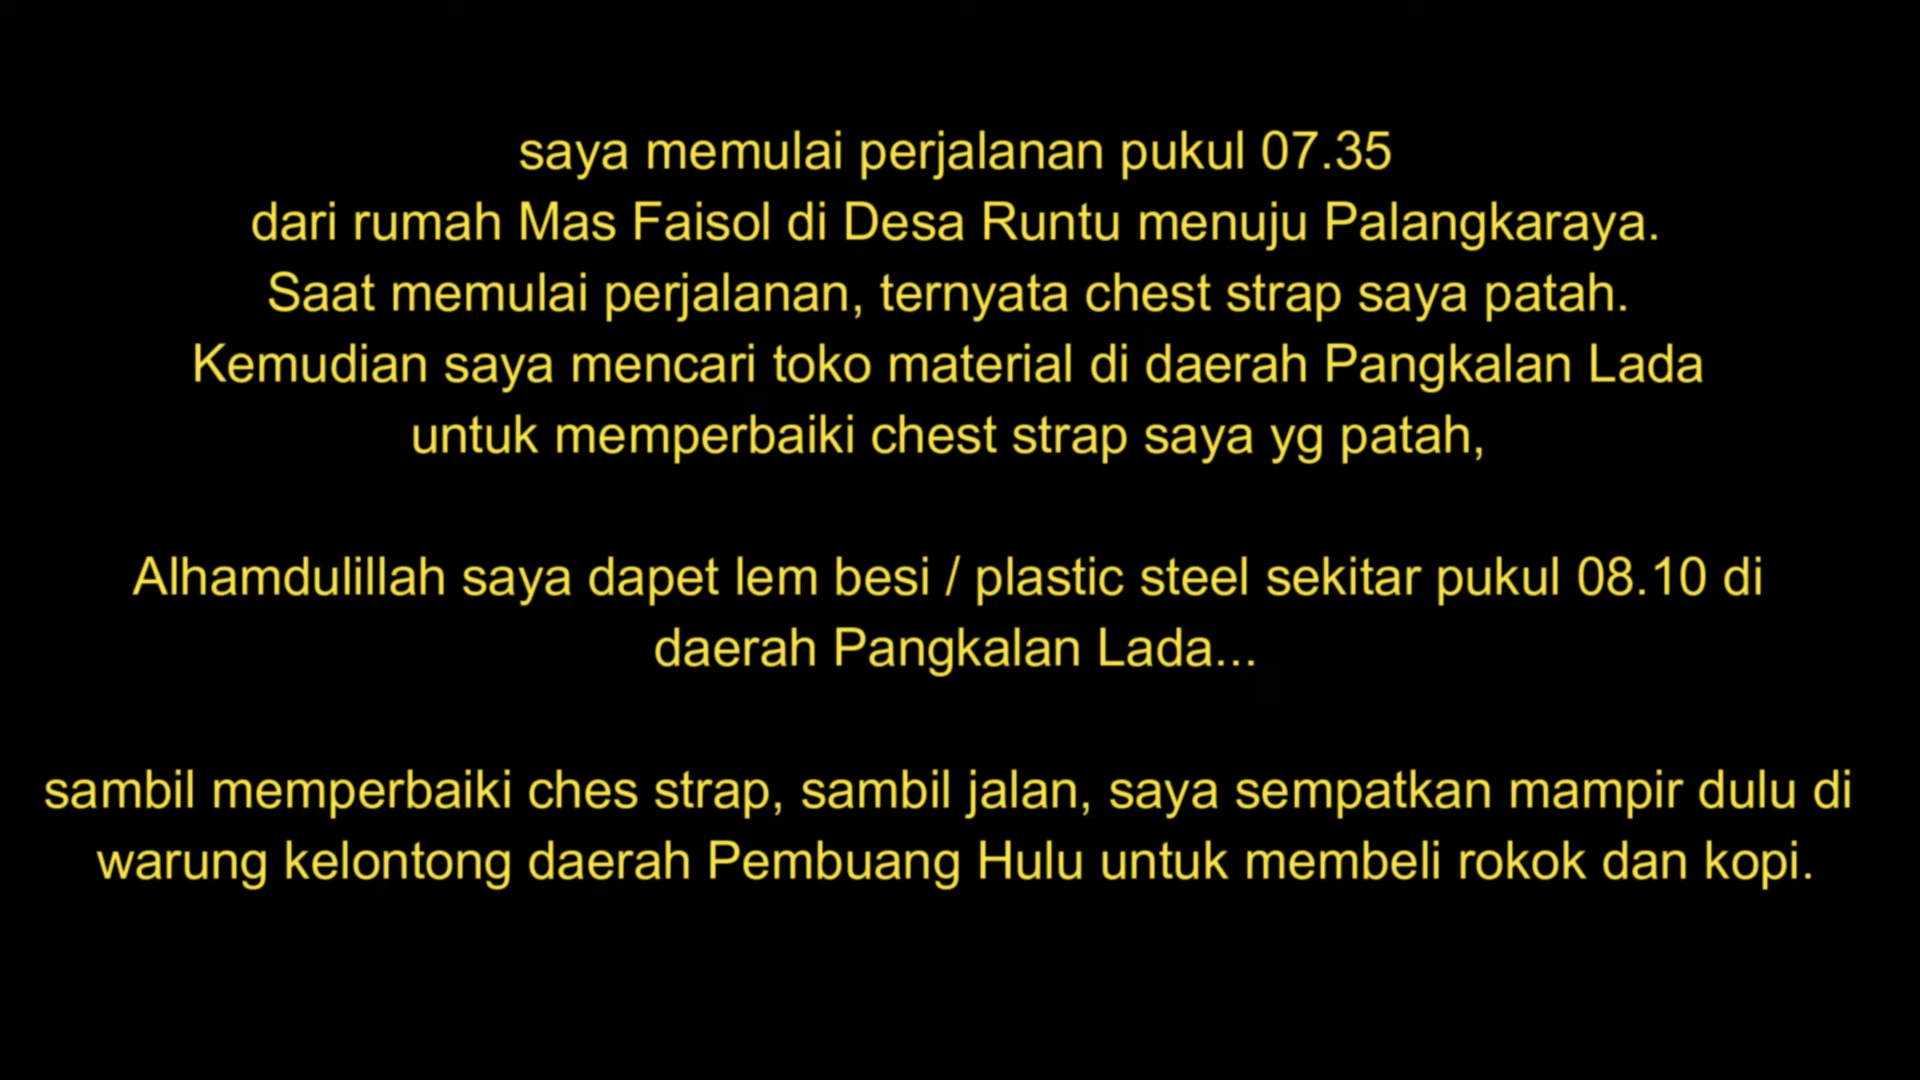 saya memulai perjalanan pukul 07.35
dari rumah Mas Faisol di Desa Runtu menuju Palangkaraya.
Saat memulai perjalanan, ternyata chest strap saya patah.
Kemudian saya mencari toko material di daerah Pangkalan Lada
untuk memperbaiki chest strap saya yg patah,
Alhamdulillah saya dapet lem besi / plastic steel sekitar pukul 08.10 di
daerah Pangkalan Lada...
sambil memperbaiki ches strap, sambil jalan, saya sempatkan mampir dulu di
warung kelontong daerah Pembuang Hulu untuk membeli rokok dan kopi.